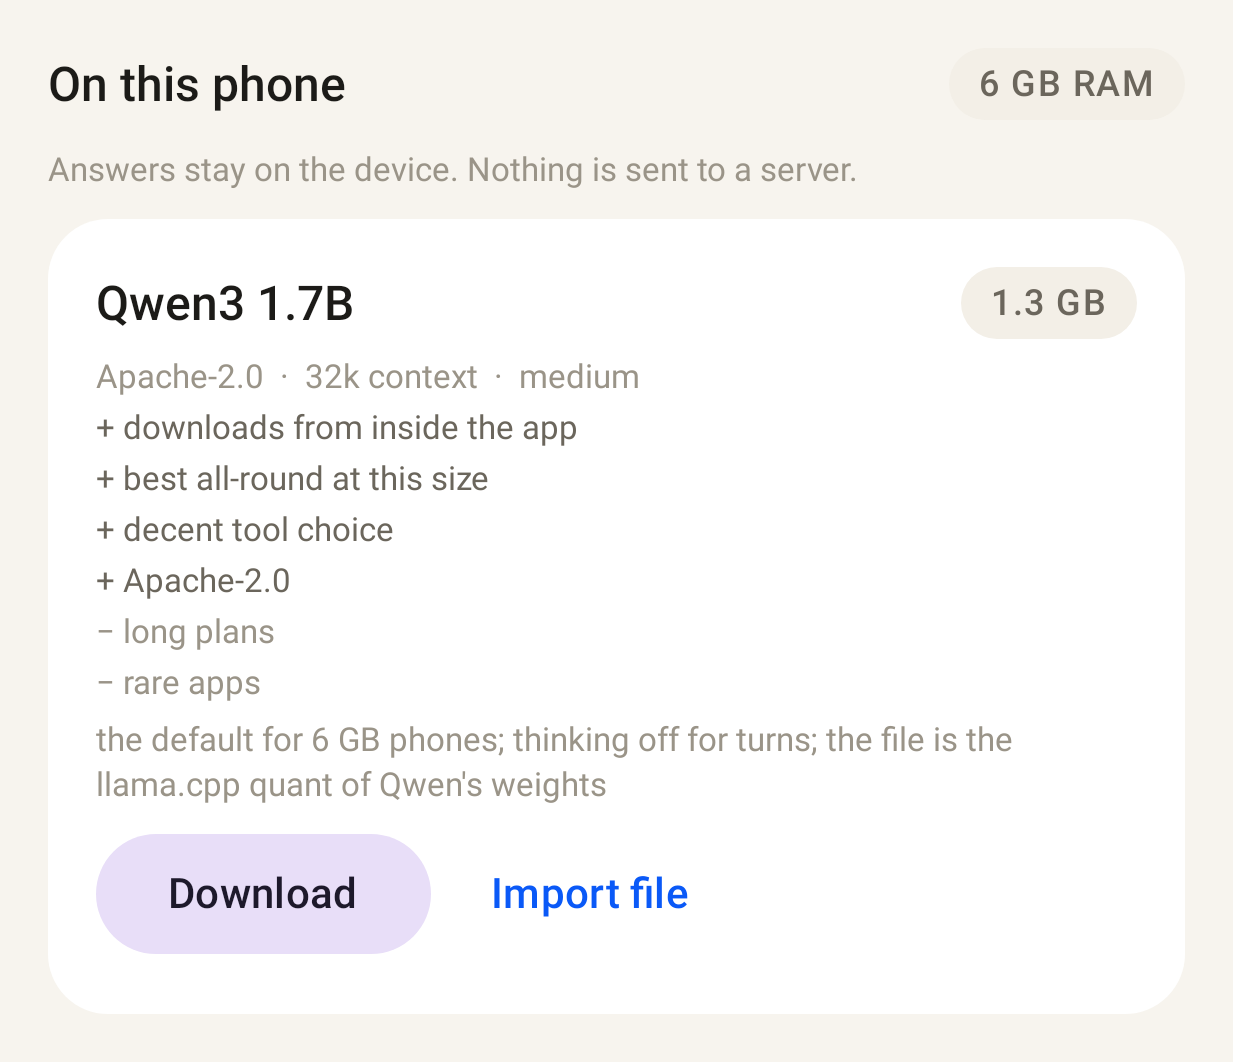 On this phone
6 GB RAM
Answers stay on the device. Nothing is sent to a server.
Qwen3 1.7B
1.3 GB
Apache-2.0 · 32k context · medium
+ downloads from inside the app
+ best all-round at this size
+ decent tool choice
+ Apache-2.0
− long plans
− rare apps
the default for 6 GB phones; thinking off for turns; the file is the
llama.cpp quant of Qwen's weights
Download
Import file